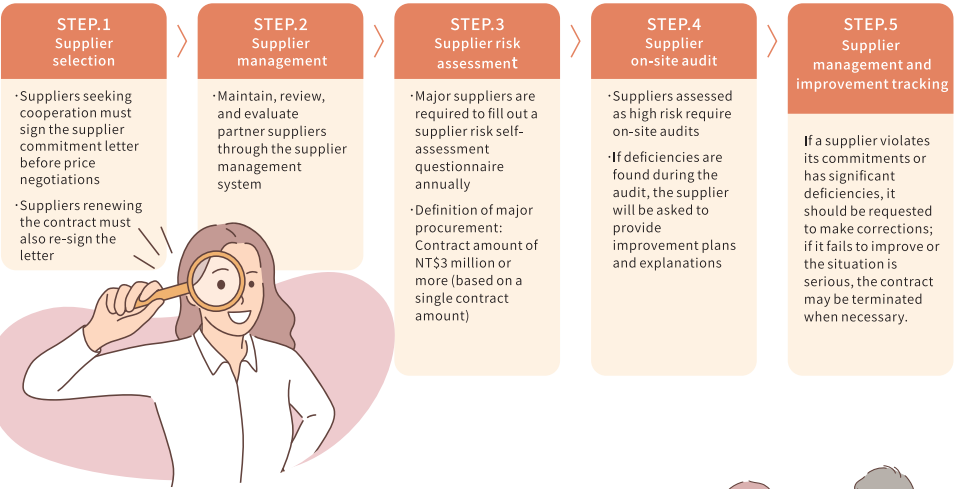 STEP.1
Supplier
selection
·Suppliers seeking
cooperation must
sign the supplier
commitment letter
before price
negotiations
·Suppliers renewing
the contract must
also re-sign the
letter
STEP.2
Supplier
management
·Maintain, review,
and evaluate
partner suppliers
through the supplier
management
system
STEP.3
Supplier risk
assessment
·Major suppliers are
required to fill out a
supplier risk self-
assessment
questionnaire
annually
·Definition of major
procurement:
Contract amount of
NT$3 million or
more (based on a
single contract
amount)
STEP.4
Supplier
on-site audit
·Suppliers assessed
as high risk require
on-site audits
·If deficiencies are
found during the
audit, the supplier
will be asked to
provide
improvement plans
and explanations
STEP.5
Supplier
management and
improvement tracking
If a supplier violates
its commitments or
has significant
deficiencies, it
should be requested
to make corrections;
if it fails to improve or
the situation is
serious, the contract
may be terminated
when necessary.